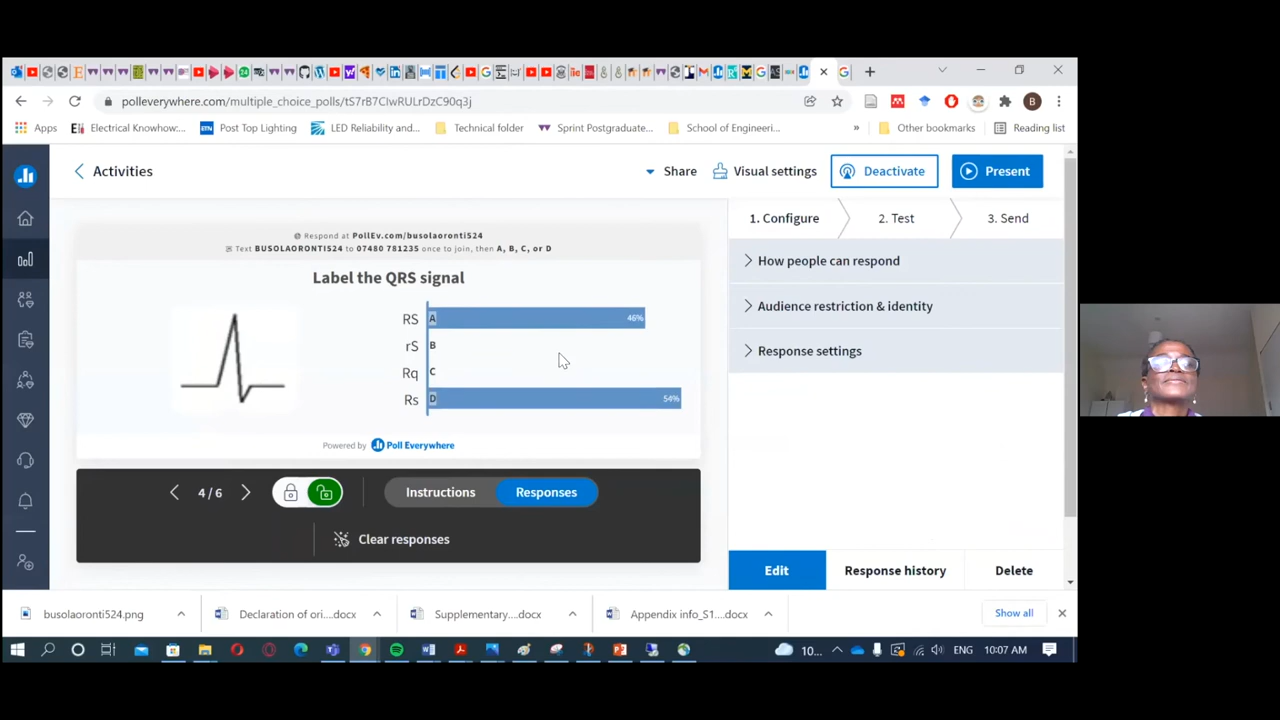 polleverywhere.com/multiple_choice_polls/tS7rB7CIwRULrDzC90q3j
B
Apps
Electrical Knowhow:...
ETN Post Top Lighting
LED Reliability and...
Technical folder
Sprint Postgraduate...
School of Engineeri...
»
Other bookmarks
Reading list
Activities
Share
Visual settings
Deactivate
Present
1. Configure
2. Test
3. Send
Respond at PollEv.com/busolaoronti524
Text BUSOLAORONTI524 to 07480 781235 once to join, then A, B, C, or D
Label the QRS signal
RS A 46%
rS B
Rq C
Rs D 54%
Powered by Poll Everywhere
How people can respond
Audience restriction & identity
Response settings
4/6
Instructions
Responses
Clear responses
Edit
Response history
Delete
busolaoronti524.png
Declaration of ori....docx
Supplementary....docx
Appendix info_S1....docx
Show all
10...
ENG
10:07 AM